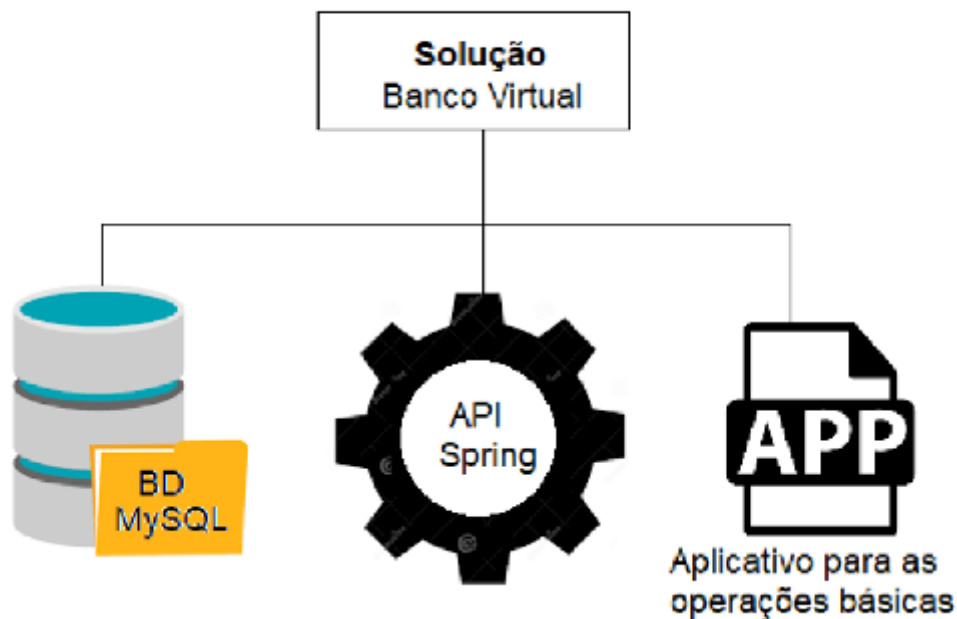 Solução
Banco Virtual
BD
MySQL
API
Spring
APP
Aplicativo para as
operações básicas